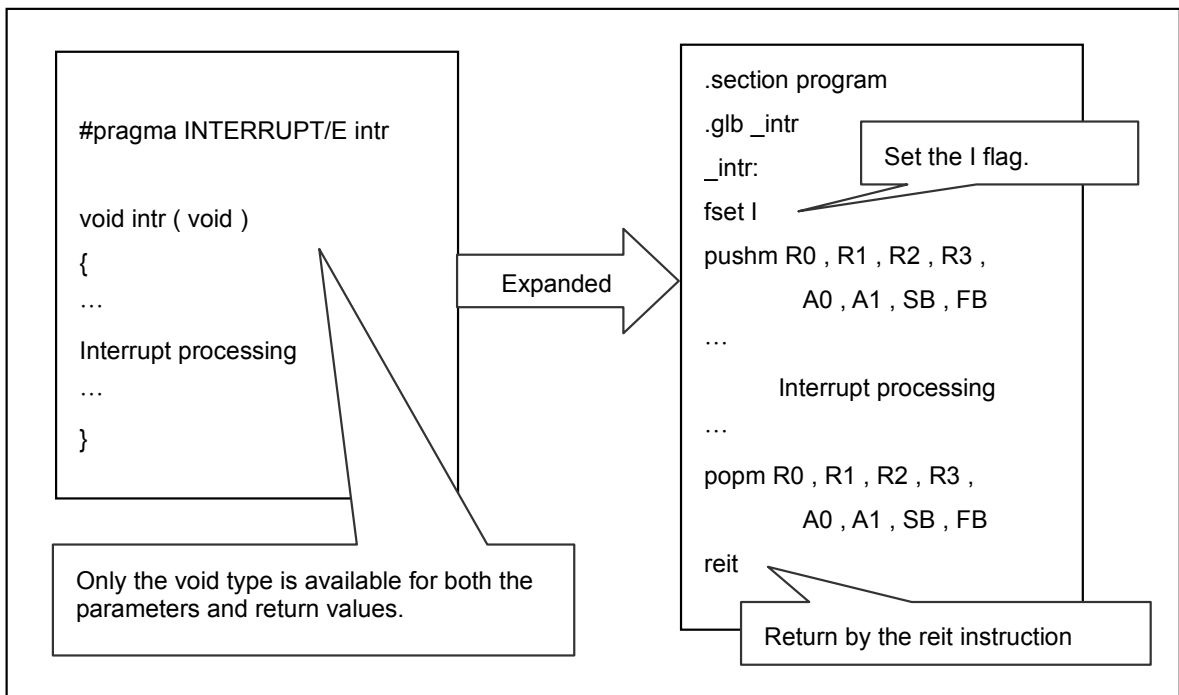 #pragma INTERRUPT/E intr
void intr ( void )
{
…
Interrupt processing
…
}
Only the void type is available for both the
parameters and return values.
Expanded
.section program
.glb _intr
_intr:
fset I
Set the I flag.
pushm R0 , R1 , R2 , R3 ,
A0 , A1 , SB , FB
…
Interrupt processing
…
popm R0 , R1 , R2 , R3 ,
A0 , A1 , SB , FB
reit
Return by the reit instruction